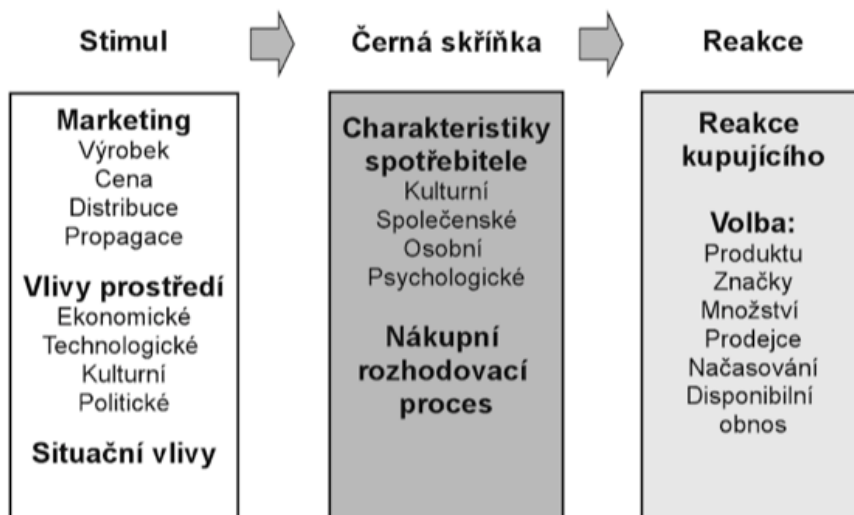 Stimul
Černá skříňka
Reakce
Marketing
Výrobek
Cena
Distribuce
Propagace
Vlivy prostředí
Ekonomické
Technologické
Kulturní
Politické
Situační vlivy
Charakteristiky
spotřebitele
Kulturní
Společenské
Osobní
Psychologické
Nákupní
rozhodovací
proces
Reakce
kupujícího
Volba:
Produktu
Značky
Množství
Prodejce
Načasování
Disponibilní
obnos